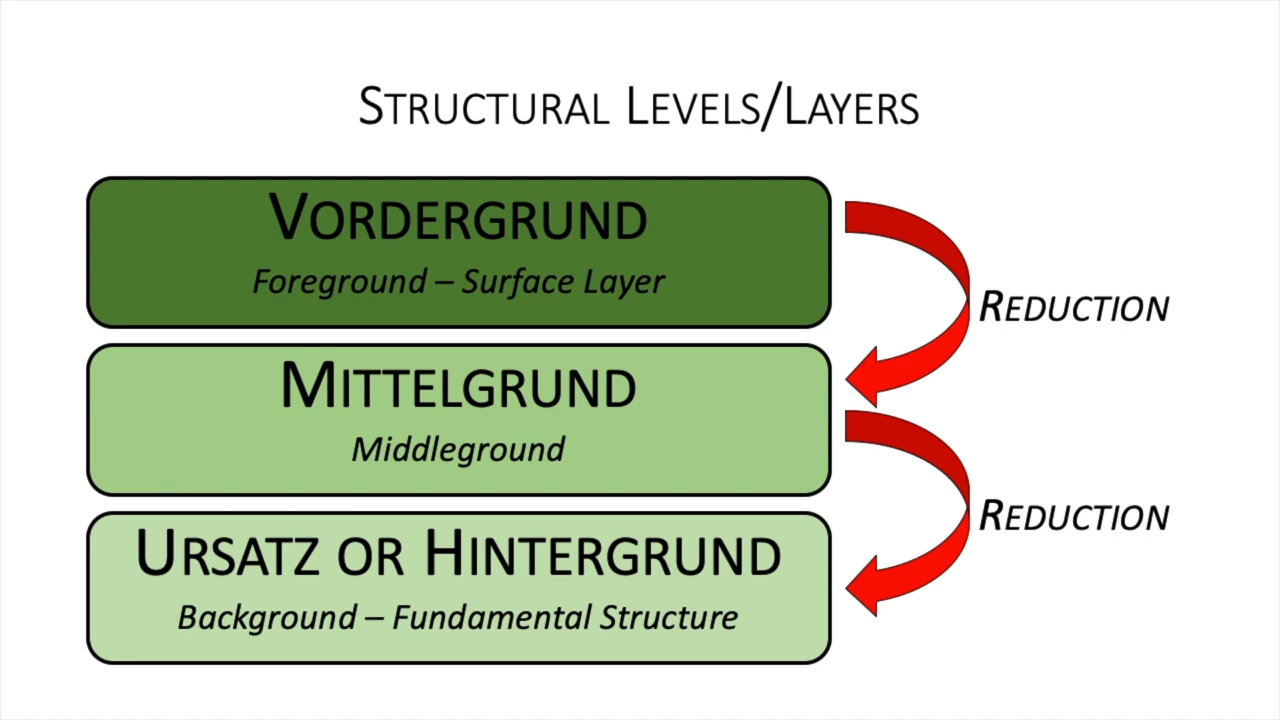 Structural Levels/Layers
Vordergrund
Foreground – Surface Layer
Reduction
Mittelgrund
Middleground
Reduction
Ursatz or Hintergrund
Background – Fundamental Structure